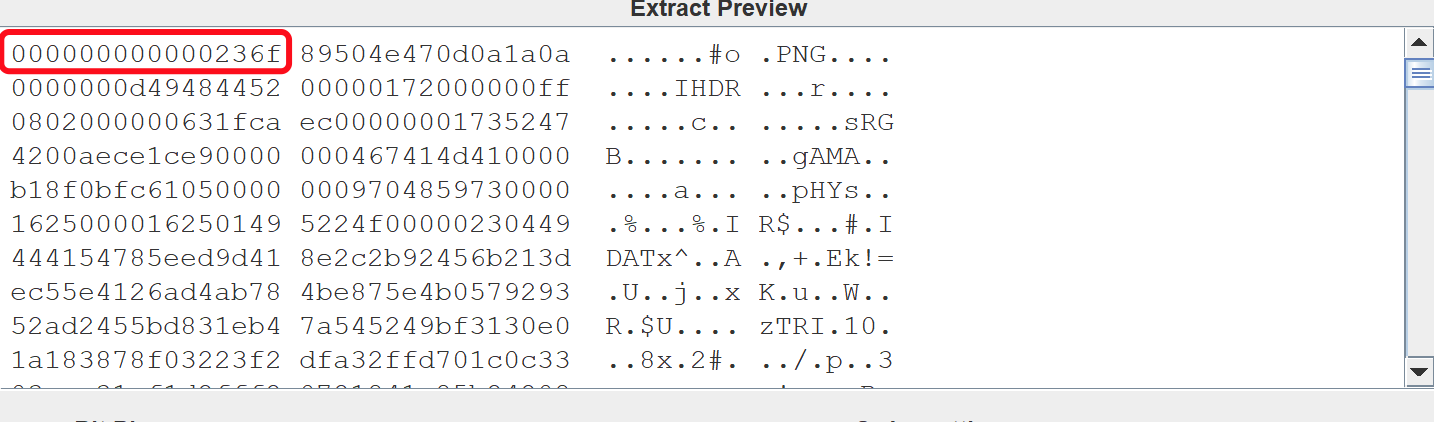 Extract Preview
000000000000236f 89504e470d0a1a0a ......#o .PNG....
0000000d49484452 00000172000000ff ....IHDR ...r....
0802000000631fca ec00000001735247 .....c.. .....sRG
4200aece1ce90000 000467414d410000 B....... ..gAMA..
b18f0bfc61050000 0009704859730000 ....a... ..pHYs..
1625000016250149 5224f00000230449 .%...%.I R$...#.I
444154785eed9d41 8e2c2b92456b213d DATx^..A .,+.Ek!=
ec55e4126ad4ab78 4be875e4b0579293 .U..j..x K.u..W..
52ad2455bd831eb4 7a545249bf3130e0 R.$U.... zTRI.10.
1a183878f03223f2 dfa32ffd701c0c33 ..8x.2#. ../.p..3